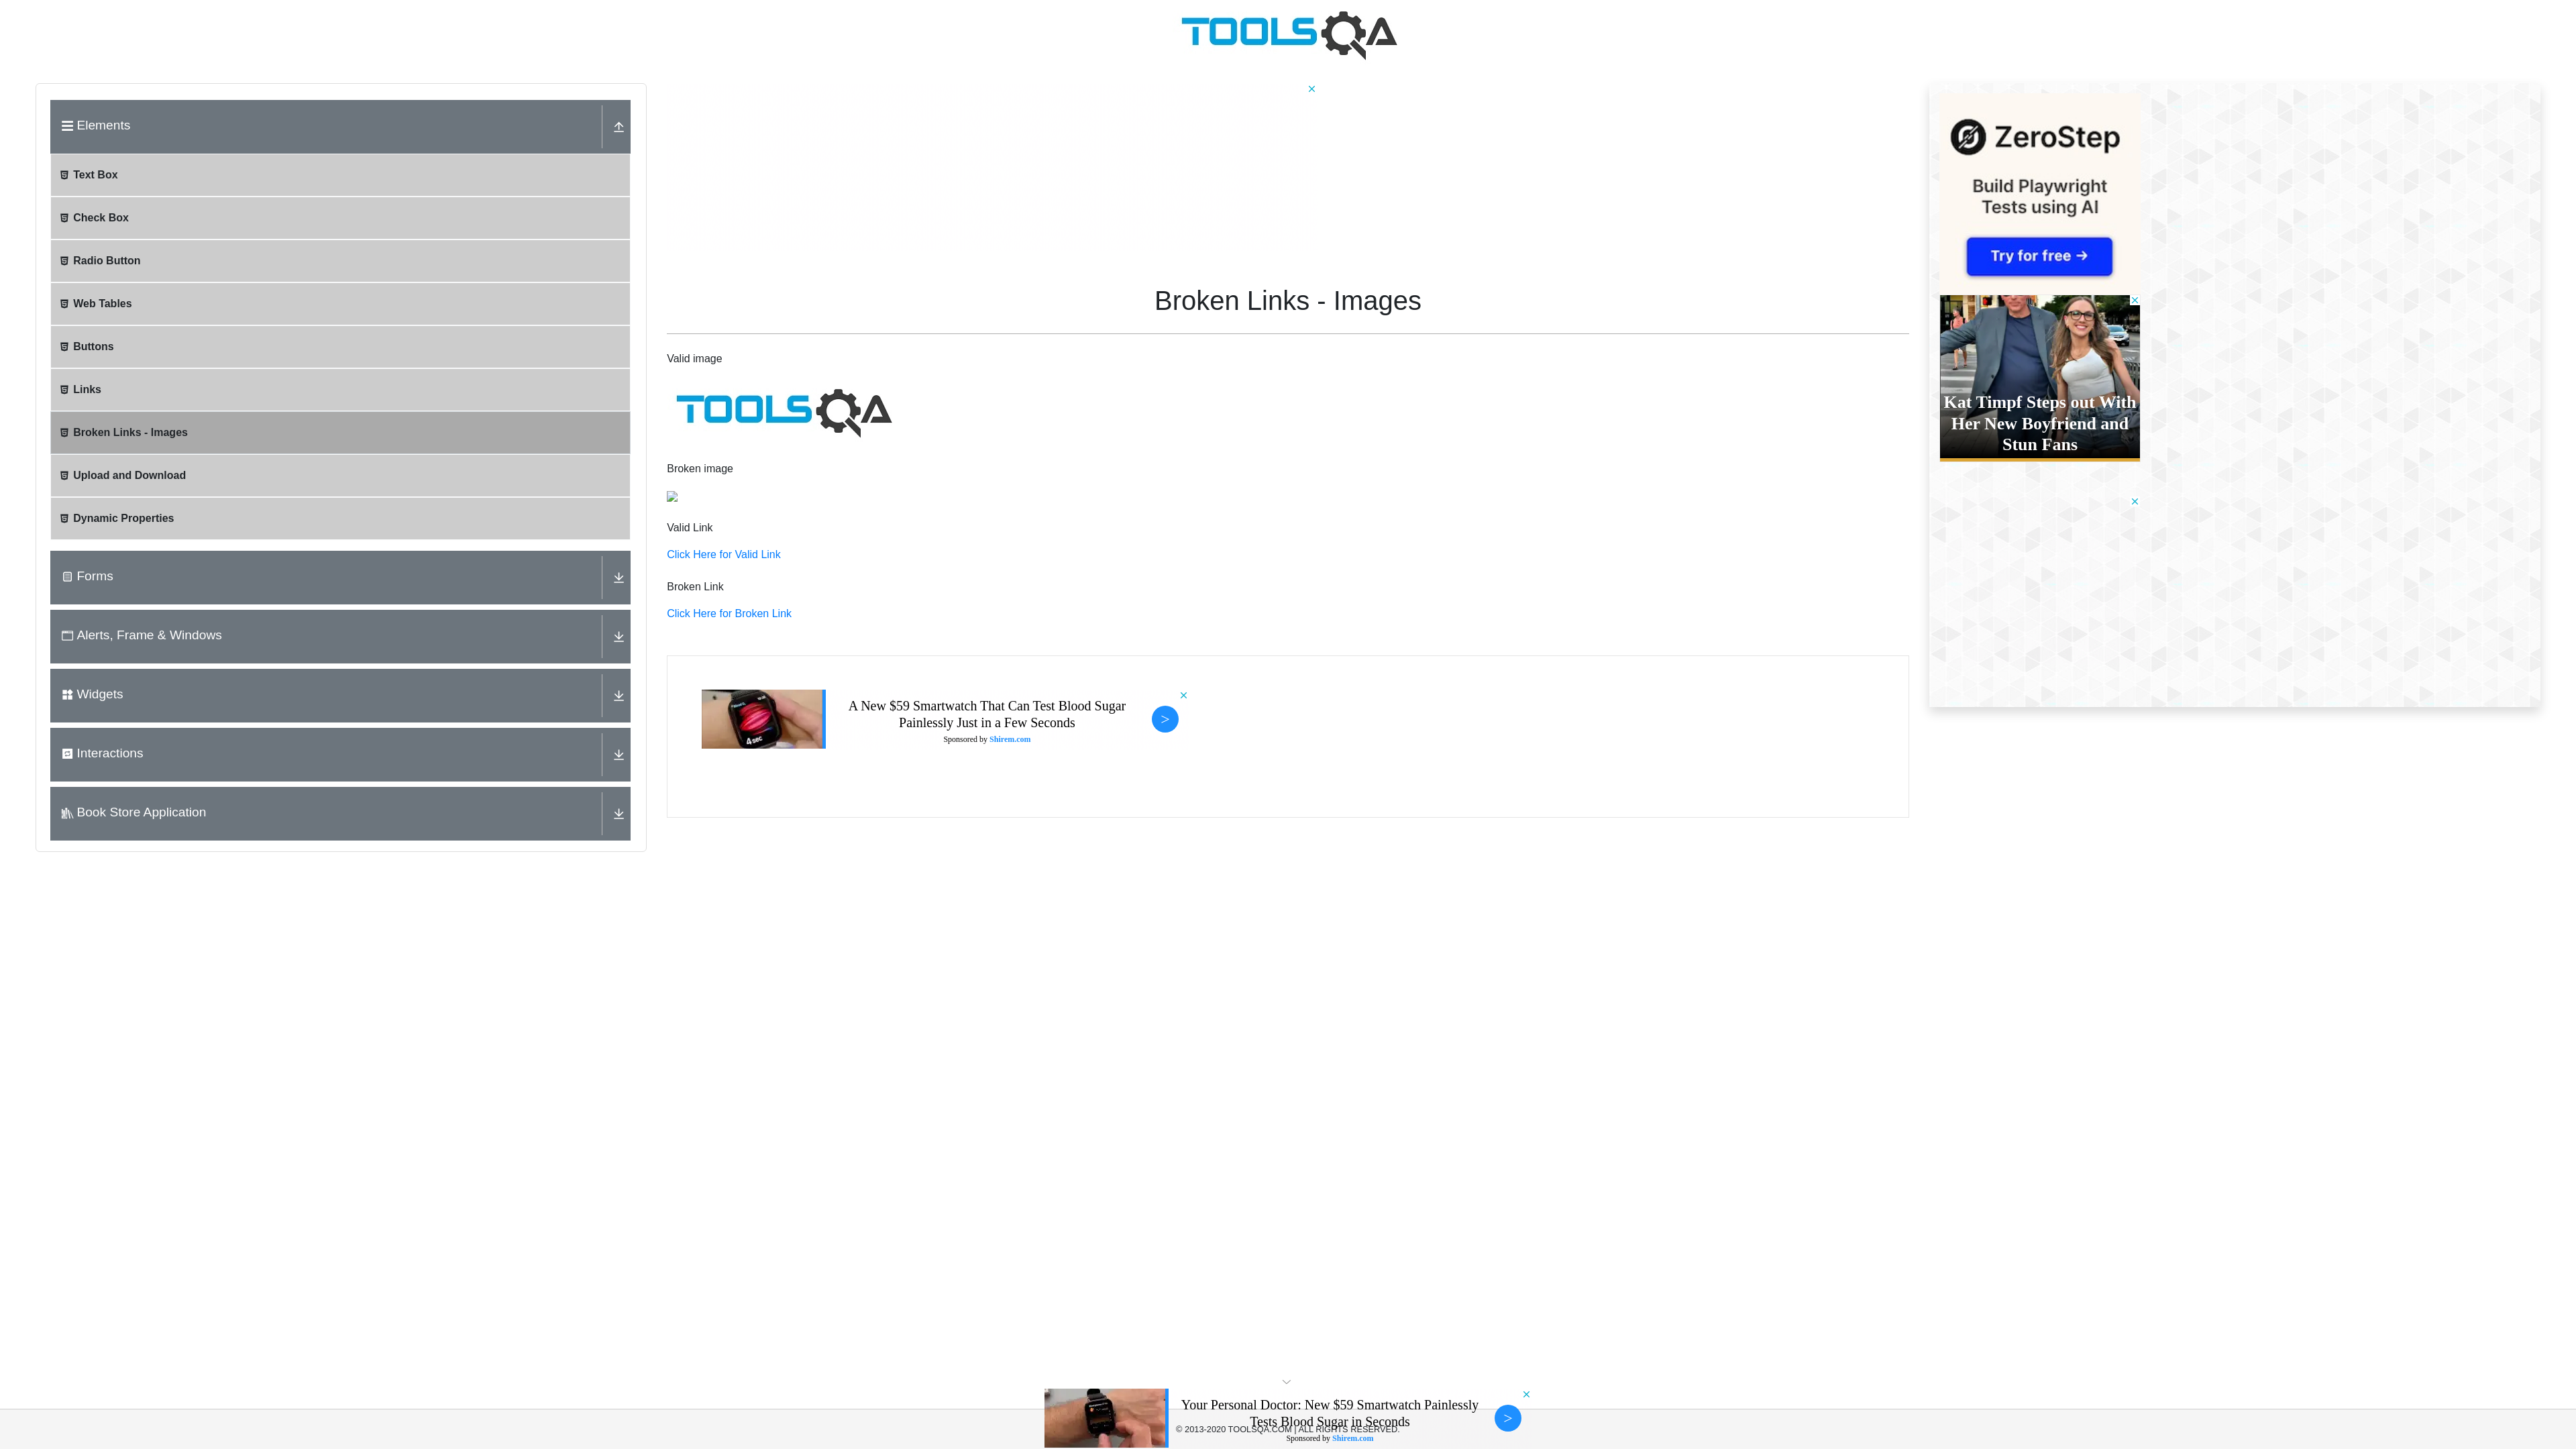 TOOLSQA
Elements
Text Box
Check Box
Radio Button
Web Tables
Buttons
Links
Broken Links - Images
Upload and Download
Dynamic Properties
Forms
Alerts, Frame & Windows
Widgets
Interactions
Book Store Application
Broken Links - Images
Valid image
TOOLSQA
Broken image
Valid Link
Click Here for Valid Link
Broken Link
Click Here for Broken Link
4sec
A New $59 Smartwatch That Can Test Blood Sugar
Painlessly Just in a Few Seconds
Sponsored by Shirem.com
>
ZeroStep
Build Playwright
Tests using AI
Try for free →
Kat Timpf Steps out With
Her New Boyfriend and
Stun Fans
Your Personal Doctor: New $59 Smartwatch Painlessly
Tests Blood Sugar in Seconds
© 2013-2020 TOOLSQA.COM | ALL RIGHTS RESERVED.
Sponsored by Shirem.com
>